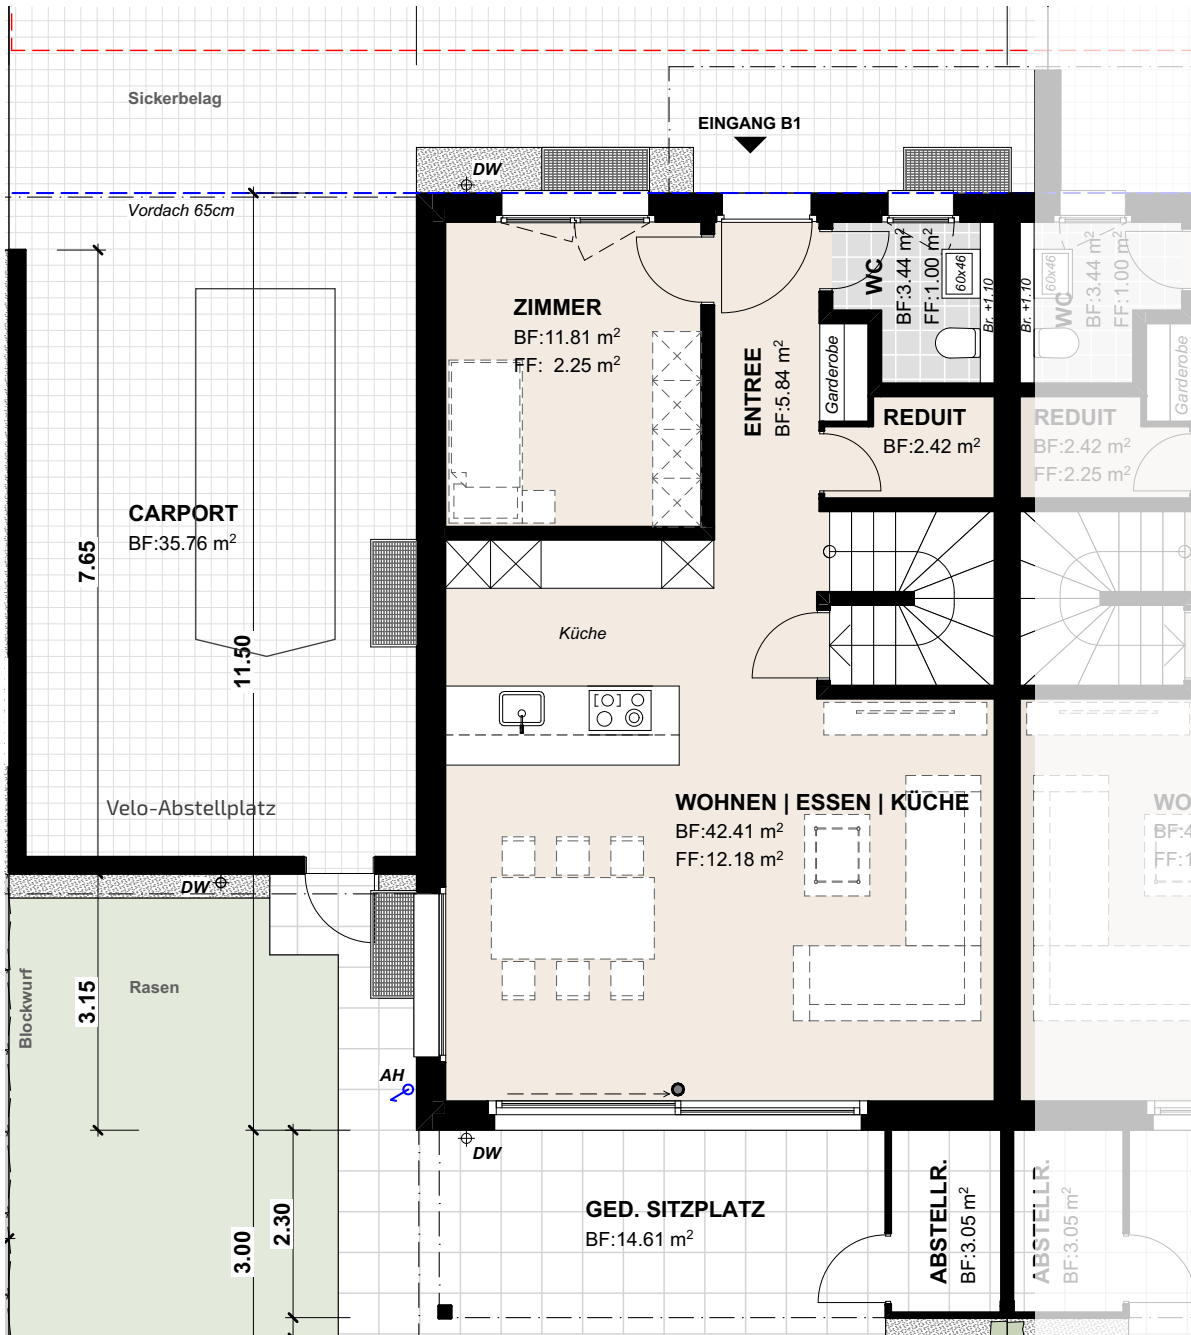 Sickerbelag
EINGANG B1
DW
Vordach 65cm
ZIMMER
BF:11.81 m²
FF: 2.25 m²
ENTREE
BF:5.84 m²
WC
BF:3.44 m²
FF:1.00 m²
60x46
Br. +1.10
Br. +1.10
60x46
WC
BF:3.44 m²
FF:1.00 m²
Garderobe
Garderobe
REDUIT
BF:2.42 m²
REDUIT
BF:2.42 m²
FF:2.25 m²
CARPORT
BF:35.76 m²
7.65
11.50
Küche
Velo-Abstellplatz
WOHNEN | ESSEN | KÜCHE
BF:42.41 m²
FF:12.18 m²
WO
BF:4
FF:1
DW
Blockwurf
Rasen
3.15
AH
DW
GED. SITZPLATZ
BF:14.61 m²
ABSTELLR.
BF:3.05 m²
ABSTELLR.
BF:3.05 m²
3.00
2.30